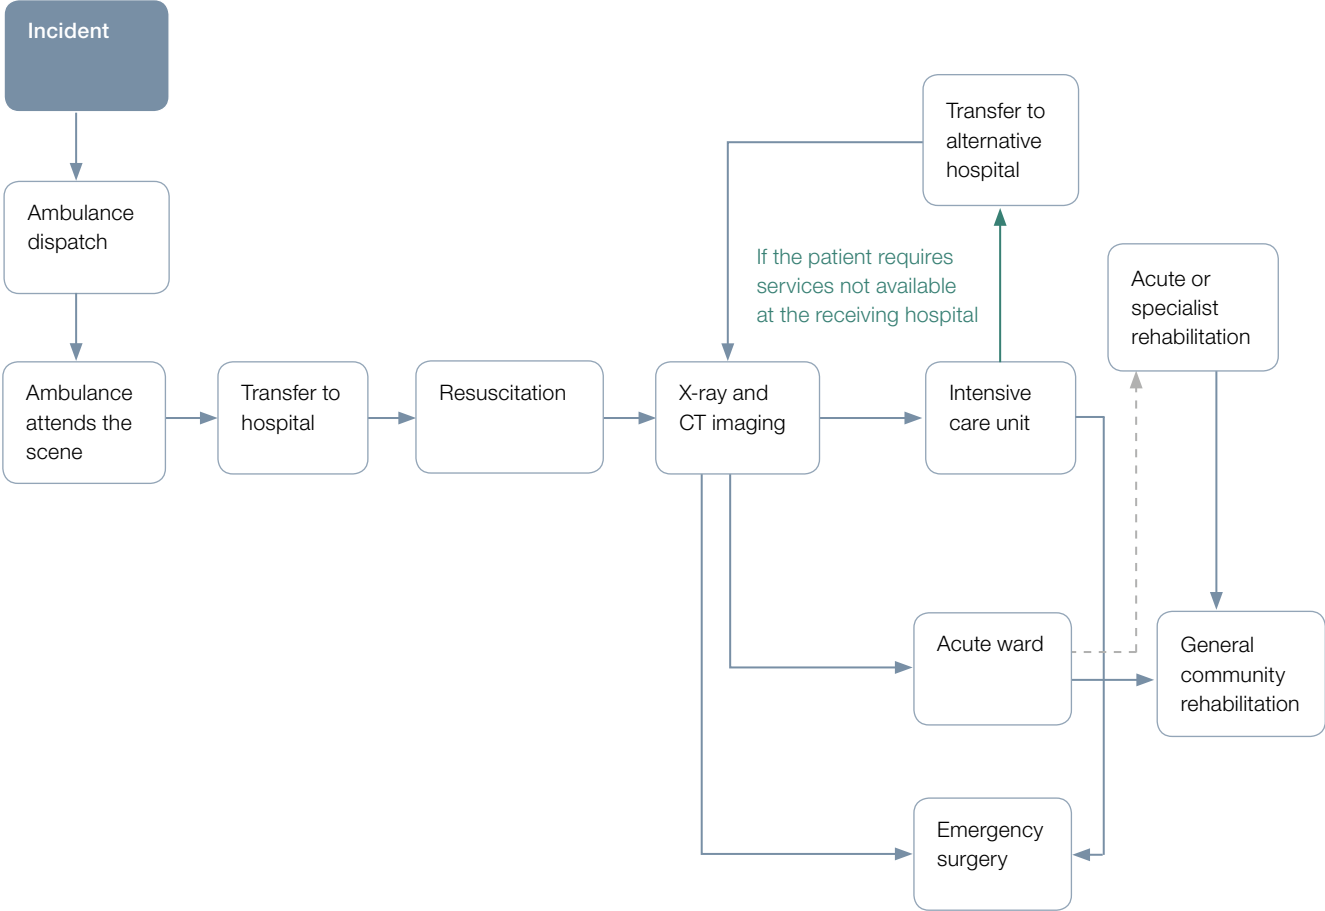 Incident
Ambulance
dispatch
Ambulance
attends the
scene
Transfer to
hospital
Resuscitation
X-ray and
CT imaging
Intensive
care unit
If the patient requires
services not available
at the receiving hospital
Transfer to
alternative
hospital
Acute or
specialist
rehabilitation
Acute ward
General
community
rehabilitation
Emergency
surgery